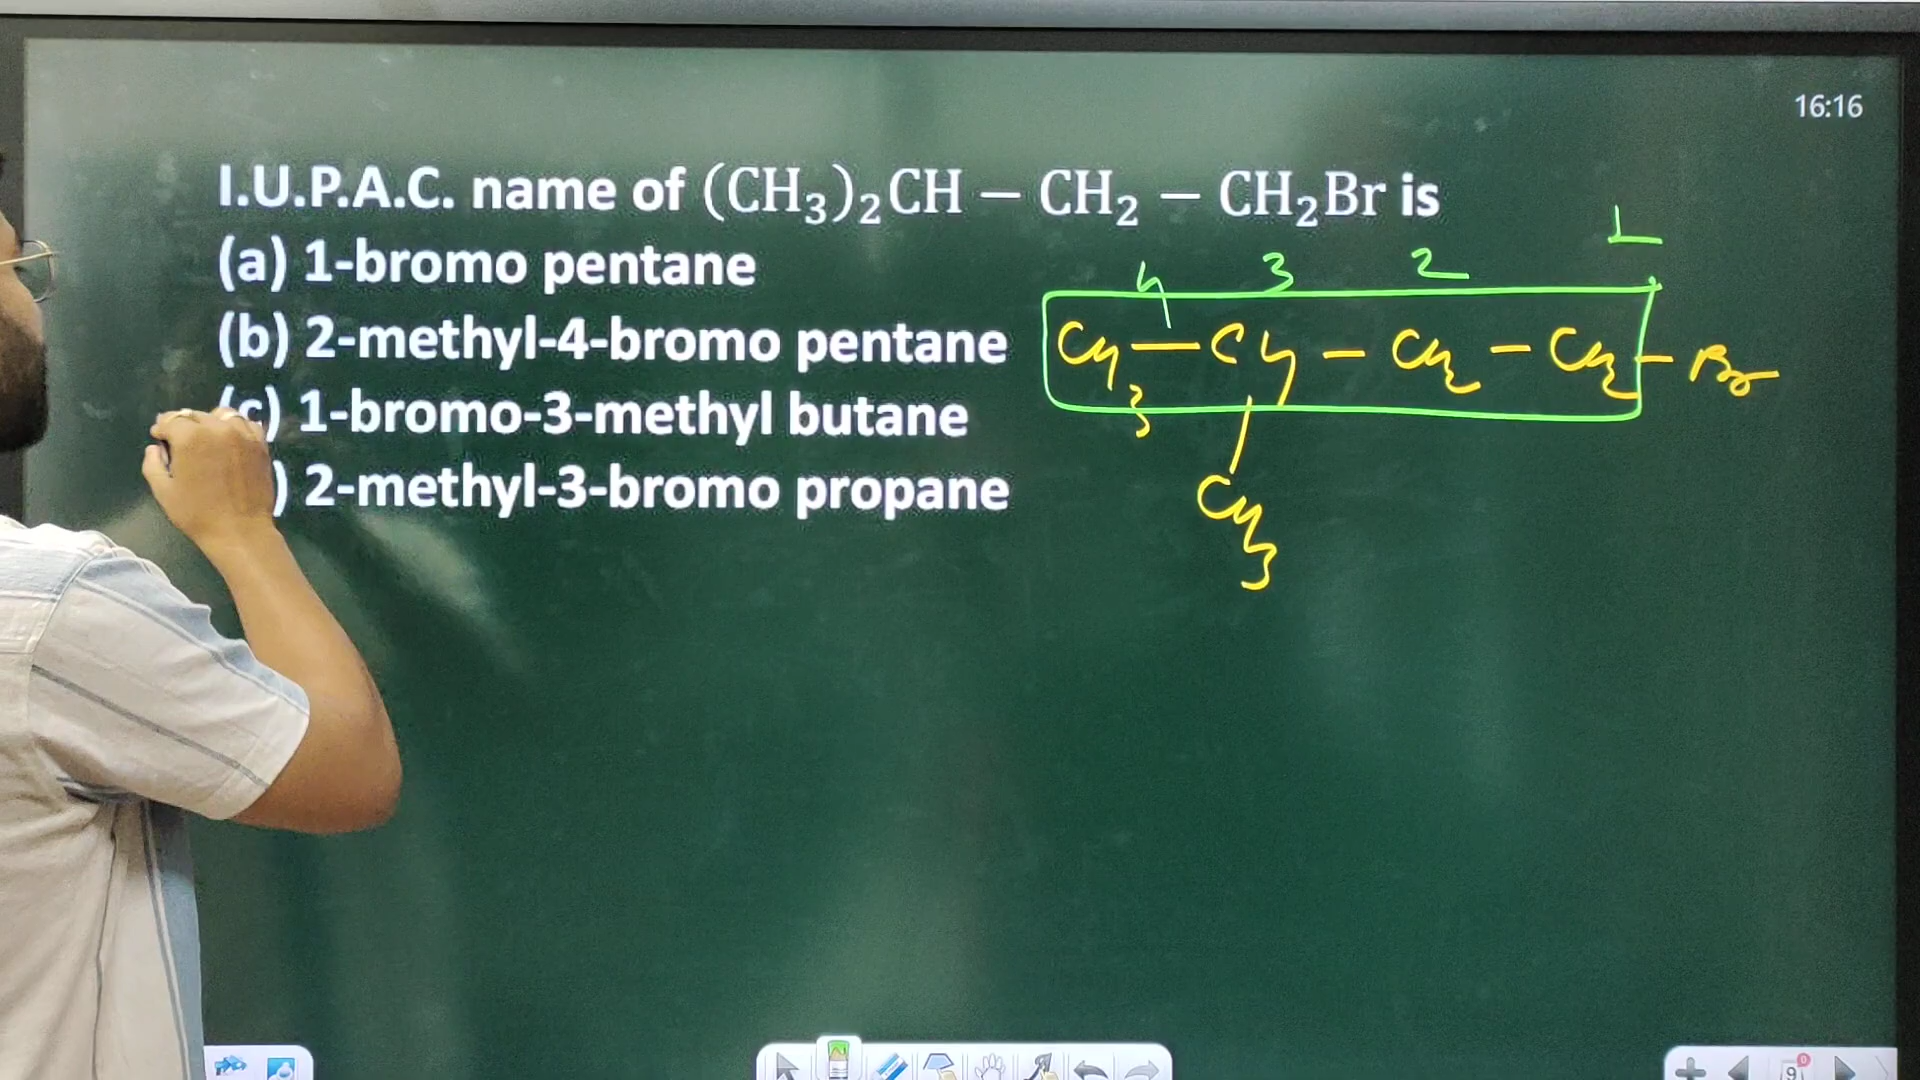 16:16
I.U.P.A.C. name of (CH₃)₂CH – CH₂ – CH₂Br is
(a) 1-bromo pentane
(b) 2-methyl-4-bromo pentane
(c) 1-bromo-3-methyl butane
) 2-methyl-3-bromo propane
4 3 2 1
CH₃ — CH — CH₂ — CH₂ — Br
CH₃
9